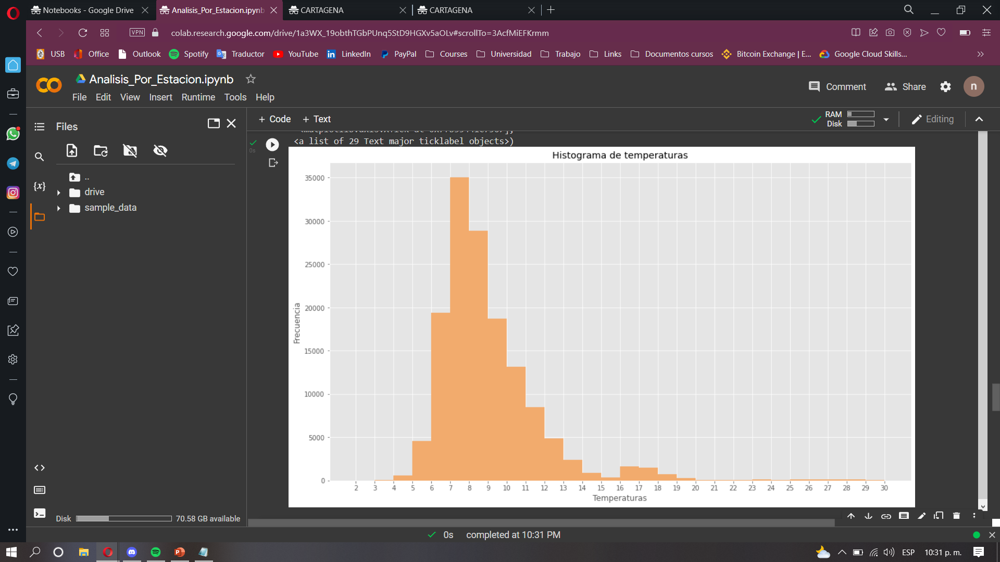 Notebooks - Google Drive
Analisis_Por_Estacion.ipynb
CARTAGENA
CARTAGENA
VPN
colab.research.google.com/drive/1a3WX_19obthTGbPUnq5StD9HGXv5aOLv#scrollTo=3AcfMiEFKrmm
USB Office Outlook Spotify Traductor YouTube LinkedIn PayPal Courses Universidad Trabajo Links Documentos cursos Bitcoin Exchange | E... Google Cloud Skills...
Analisis_Por_Estacion.ipynb
File Edit View Insert Runtime Tools Help
Comment Share n
Files
+ Code + Text
RAM
Disk
Editing
..
drive
sample_data
{x}
0s
<a list of 29 Text major ticklabel objects>)
Histograma de temperaturas
35000
30000
25000
20000
15000
10000
5000
0
Frecuencia
2 3 4 5 6 7 8 9 10 11 12 13 14 15 16 17 18 19 20 21 22 23 24 25 26 27 28 29 30
Temperaturas
Disk 70.58 GB available
0s completed at 10:31 PM
ESP 10:31 p. m.